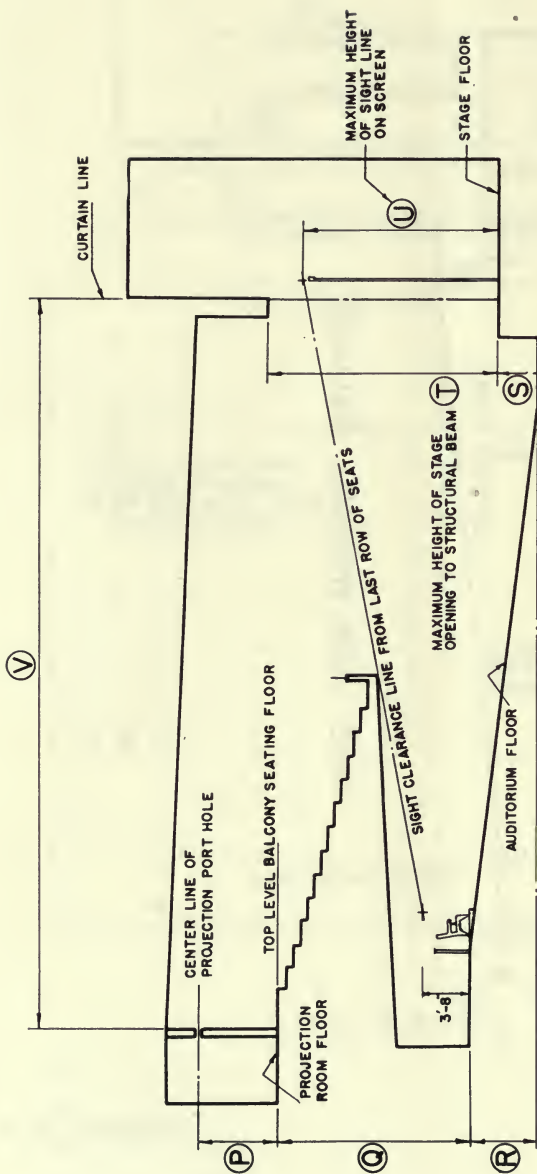 CURTAIN LINE
MAXIMUM HEIGHT
OF SIGHT LINE
ON SCREEN
STAGE FLOOR
U
V
CENTER LINE OF
PROJECTION PORT HOLE
TOP LEVEL BALCONY SEATING FLOOR
SIGHT CLEARANCE LINE FROM LAST ROW OF SEATS
MAXIMUM HEIGHT OF STAGE
OPENING TO STRUCTURAL BEAM
T
S
PROJECTION
ROOM FLOOR
3'-8"
AUDITORIUM FLOOR
P
Q
R